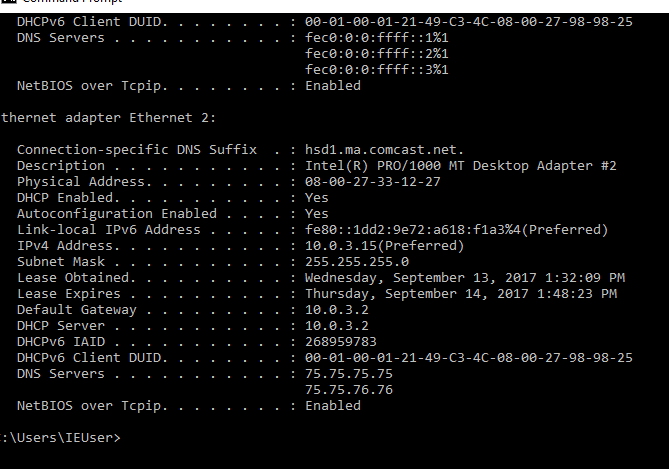 Command Prompt
DHCPv6 Client DUID. . . . . . . . : 00-01-00-01-21-49-C3-4C-08-00-27-98-98-25
DNS Servers . . . . . . . . . . . : fec0:0:0:ffff::1%1
fec0:0:0:ffff::2%1
fec0:0:0:ffff::3%1
NetBIOS over Tcpip. . . . . . . . : Enabled
thernet adapter Ethernet 2:
Connection-specific DNS Suffix  . : hsd1.ma.comcast.net.
Description . . . . . . . . . . . : Intel(R) PRO/1000 MT Desktop Adapter #2
Physical Address. . . . . . . . . : 08-00-27-33-12-27
DHCP Enabled. . . . . . . . . . . : Yes
Autoconfiguration Enabled . . . . : Yes
Link-local IPv6 Address . . . . . : fe80::1dd2:9e72:a618:f1a3%4(Preferred)
IPv4 Address. . . . . . . . . . . : 10.0.3.15(Preferred)
Subnet Mask . . . . . . . . . . . : 255.255.255.0
Lease Obtained. . . . . . . . . . : Wednesday, September 13, 2017 1:32:09 PM
Lease Expires . . . . . . . . . . : Thursday, September 14, 2017 1:48:23 PM
Default Gateway . . . . . . . . . : 10.0.3.2
DHCP Server . . . . . . . . . . . : 10.0.3.2
DHCPv6 IAID . . . . . . . . . . . : 268959783
DHCPv6 Client DUID. . . . . . . . : 00-01-00-01-21-49-C3-4C-08-00-27-98-98-25
DNS Servers . . . . . . . . . . . : 75.75.75.75
75.75.76.76
NetBIOS over Tcpip. . . . . . . . : Enabled
:\Users\IEUser>